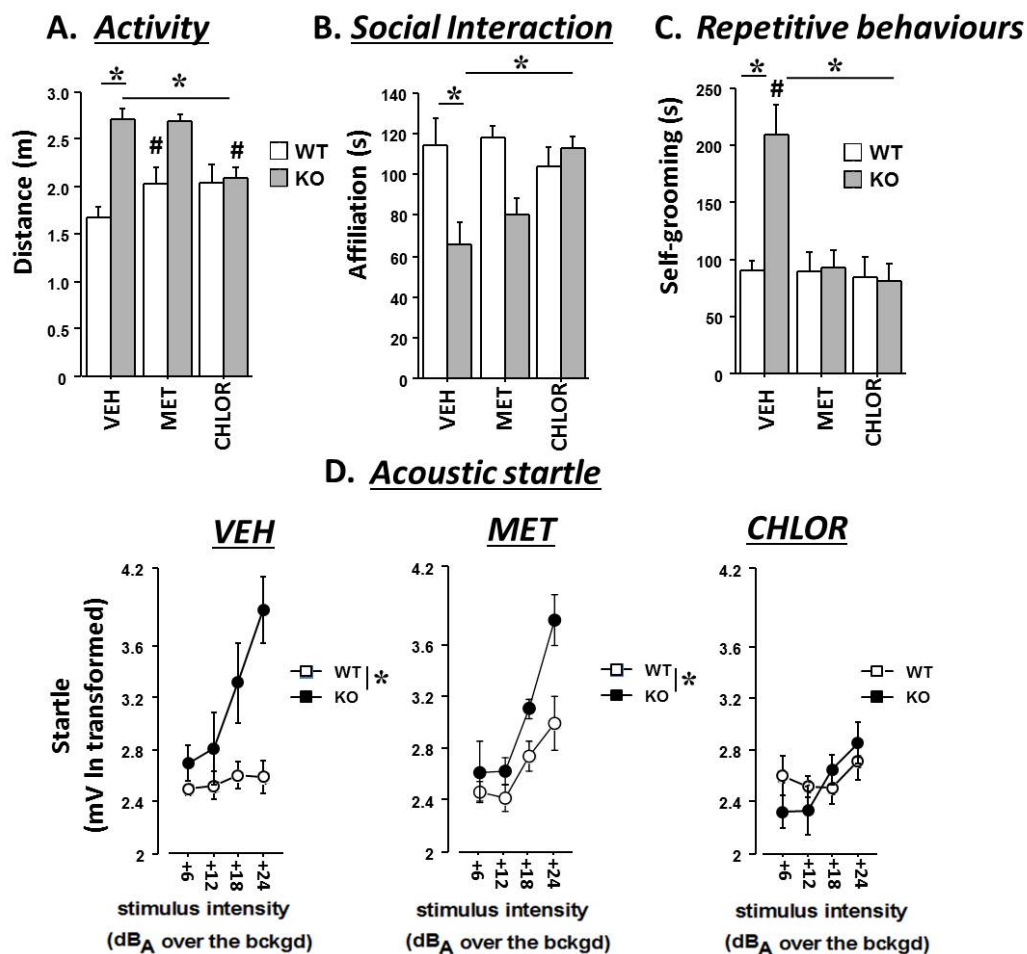 A. Activity
B. Social Interaction
C. Repetitive behaviours
Distance (m)
3.0
2.5
2.0
1.5
1.0
0.5
0
*
*
#
#
WT
KO
VEH
MET
CHLOR
Affiliation (s)
140
120
100
80
60
40
20
0
*
*
VEH
MET
CHLOR
Self-grooming (s)
250
200
150
100
50
0
*
*
#
WT
KO
VEH
MET
CHLOR
D. Acoustic startle
VEH
MET
CHLOR
Startle
(mV ln transformed)
4.2
3.6
3.2
2.8
2.4
2
WT
KO
*
+6
+12
+18
+24
stimulus intensity
(dBA over the bckgd)
4.2
3.6
3.2
2.8
2.4
2
WT
KO
*
+6
+12
+18
+24
stimulus intensity
(dBA over the bckgd)
4.2
3.6
3.2
2.8
2.4
2
WT
KO
+6
+12
+18
+24
stimulus intensity
(dBA over the bckgd)